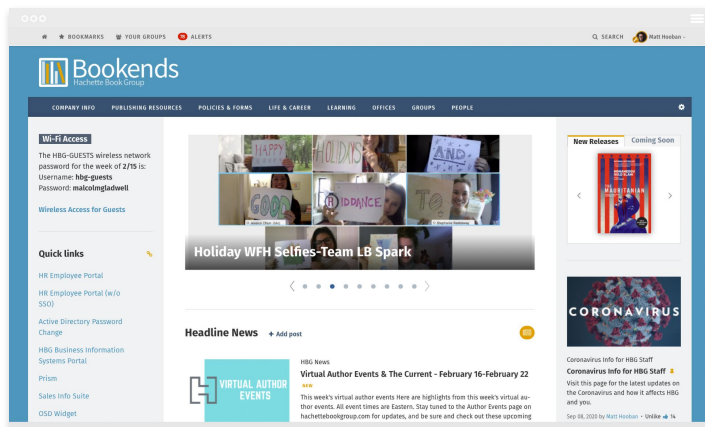 BOOKMARKS
YOUR GROUPS
ALERTS
SEARCH
Matt Hooban
Bookends
Hachette Book Group
COMPANY INFO
PUBLISHING RESOURCES
POLICIES & FORMS
LIFE & CAREER
LEARNING
OFFICES
GROUPS
PEOPLE
Wi-Fi Access
The HBG-GUESTS wireless network
password for the week of 2/15 is:
Username: hbg-guests
Password: malcolmgladwell
Wireless Access for Guests
Quick links
HR Employee Portal
HR Employee Portal (w/o
SSO)
Active Directory Password
Change
HBG Business Information
Systems Portal
Prism
Sales Info Suite
OSD Widget
HAPPY
HOLIDAYS
AND
GOOD
RIDDANCE
TO
Holiday WFH Selfies-Team LB Spark
Headline News
+ Add post
VIRTUAL AUTHOR
EVENTS
HBG News
Virtual Author Events & The Current - February 16-February 22
NEW
This week's virtual author events Here are highlights from this week's virtual au-
thor events. All event times are Eastern. Stay tuned to the Author Events page on
hachettebookgroup.com for updates, and be sure and check out these upcoming
New Releases
Coming Soon
THE
MAURITANIAN
CORONAVIRUS
Coronavirus Info for HBG Staff
Coronavirus Info for HBG Staff
Visit this page for the latest updates on
the Coronavirus and how it affects HBG
and you.
Sep 08, 2020 by Matt Hooban • Unlike 14